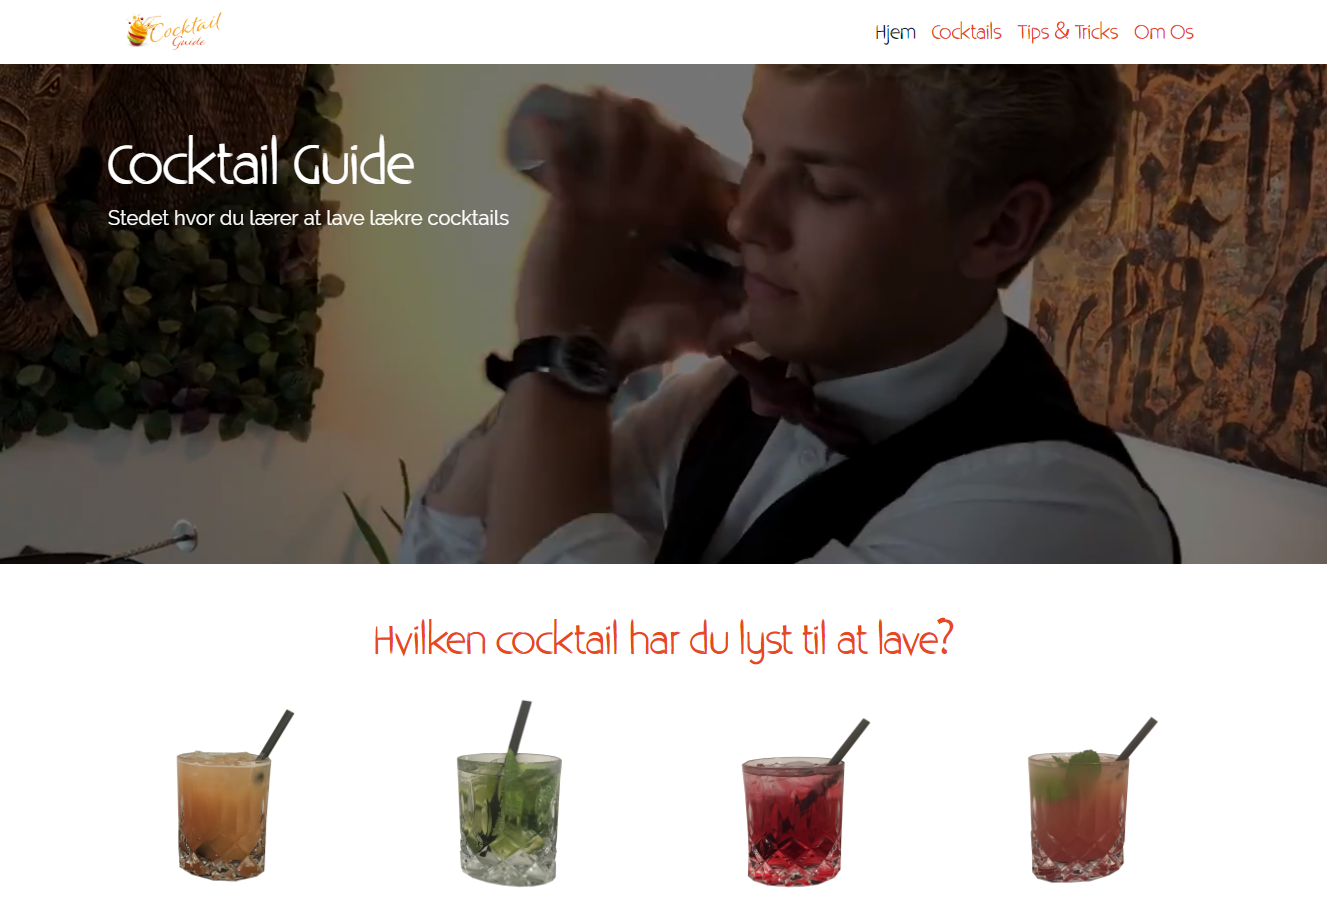 Cocktail
Guide
Hjem Cocktails Tips & Tricks Om Os
Cocktail Guide
Stedet hvor du lærer at lave lækre cocktails
Hvilken cocktail har du lyst til at lave?